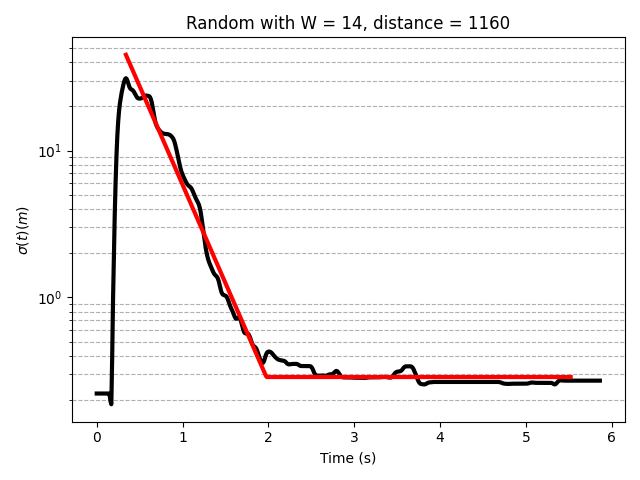 Random with W = 14, distance = 1160
σ(t)(m)
10¹
10⁰
0 1 2 3 4 5 6
Time (s)